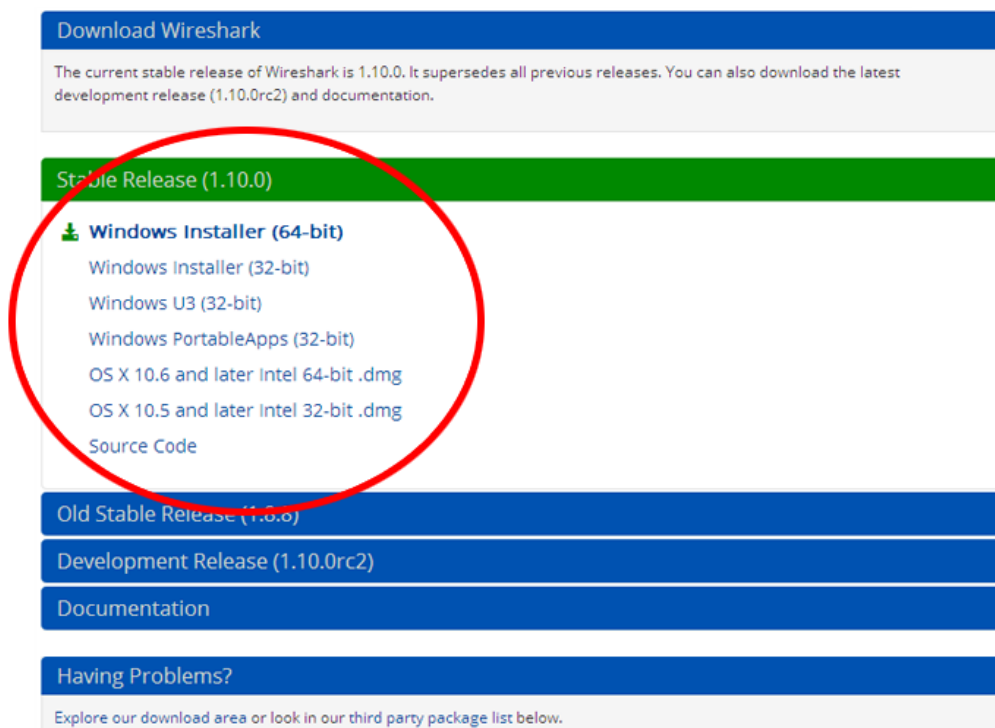 Download Wireshark
The current stable release of Wireshark is 1.10.0. It supersedes all previous releases. You can also download the latest
development release (1.10.0rc2) and documentation.
Stable Release (1.10.0)
Windows Installer (64-bit)
Windows Installer (32-bit)
Windows U3 (32-bit)
Windows PortableApps (32-bit)
OS X 10.6 and later Intel 64-bit .dmg
OS X 10.5 and later Intel 32-bit .dmg
Source Code
Old Stable Release (1.8.8)
Development Release (1.10.0rc2)
Documentation
Having Problems?
Explore our download area or look in our third party package list below.